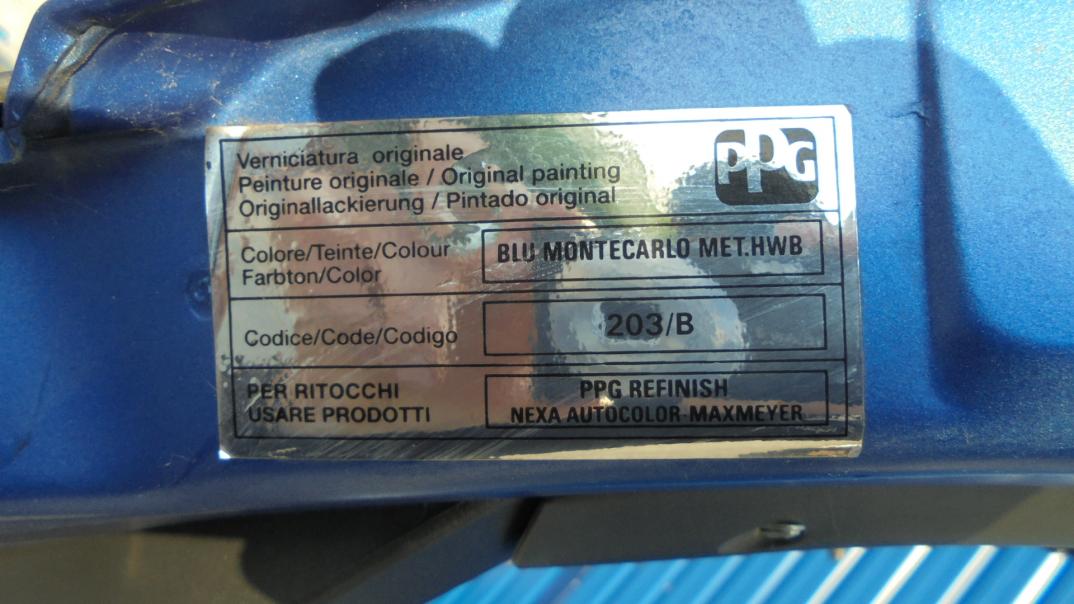 Verniciatura originale
Peinture originale / Original painting
Originallackierung / Pintado original
PPG
Colore/Teinte/Colour
Farbton/Color
BLU MONTECARLO MET.HWB
Codice/Code/Codigo
203/B
PER RITOCCHI
USARE PRODOTTI
PPG REFINISH
NEXA AUTOCOLOR-MAXMEYER